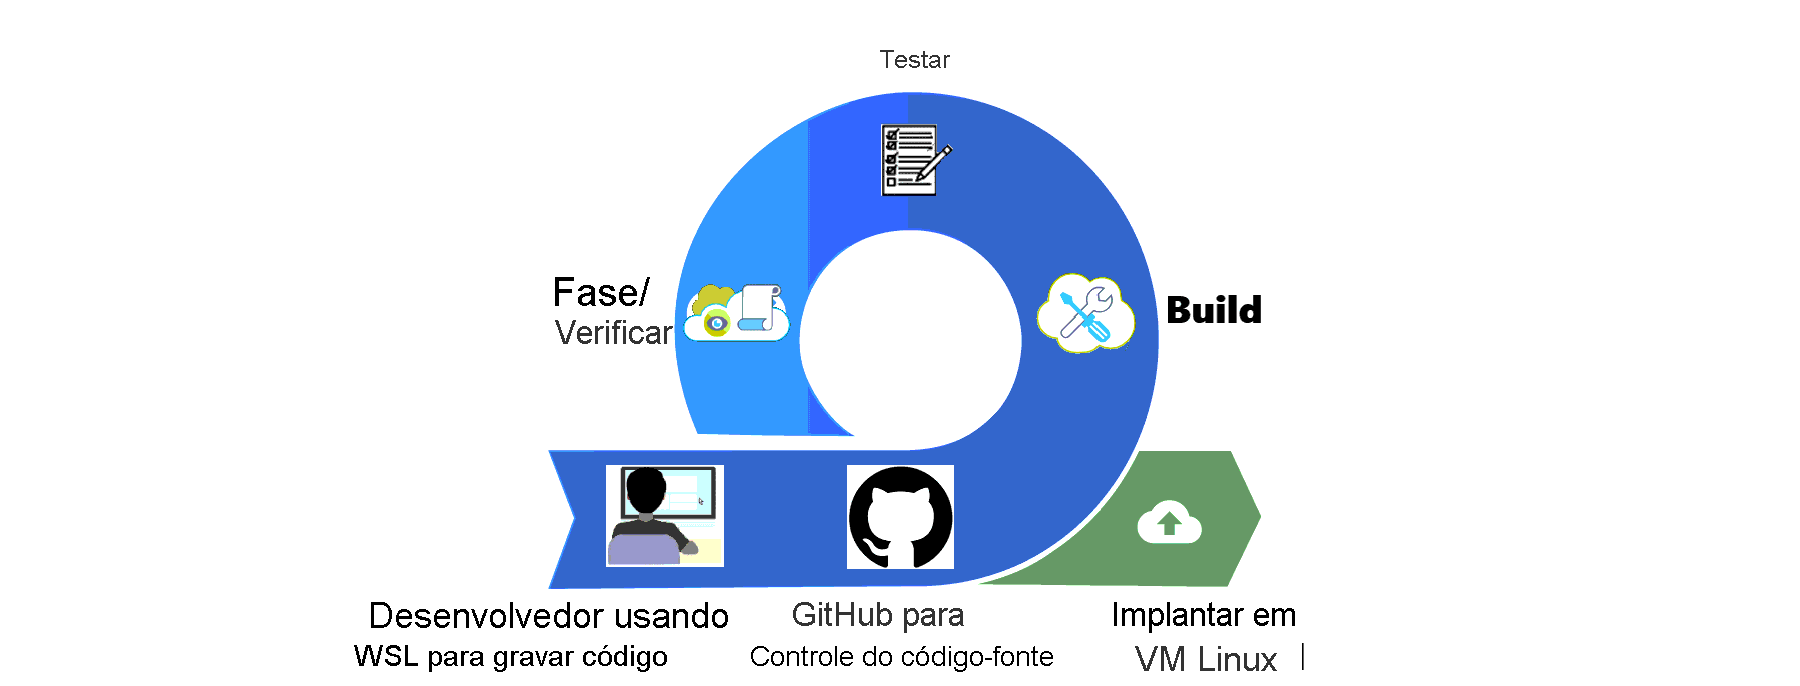 Testar
Fase/
Verificar
Build
Desenvolvedor usando
WSL para gravar código
GitHub para
Controle do código-fonte
Implantar em
VM Linux |